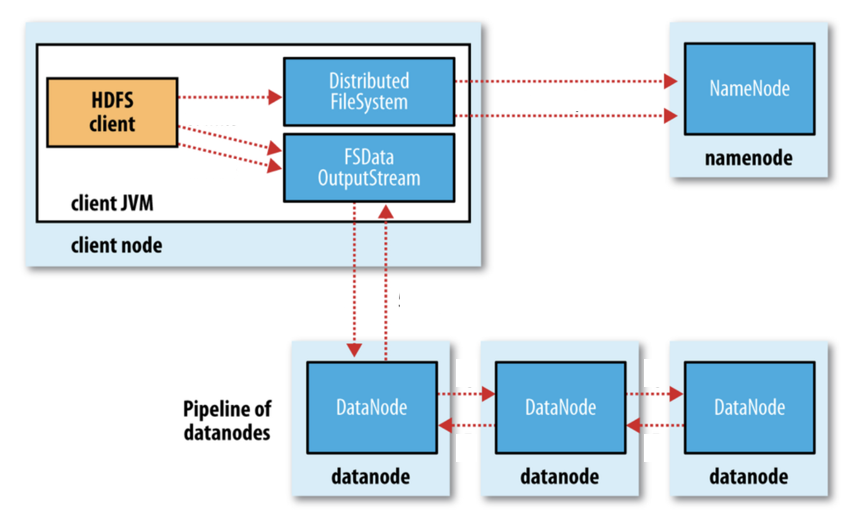 HDFS
client
Distributed
FileSystem
FSData
OutputStream
client JVM
client node
NameNode
namenode
Pipeline of
datanodes
DataNode
datanode
DataNode
datanode
DataNode
datanode